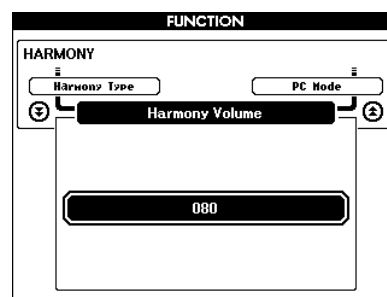 FUNCTION
HARMONY
Harmony Type
PC Mode
Harmony Volume
080